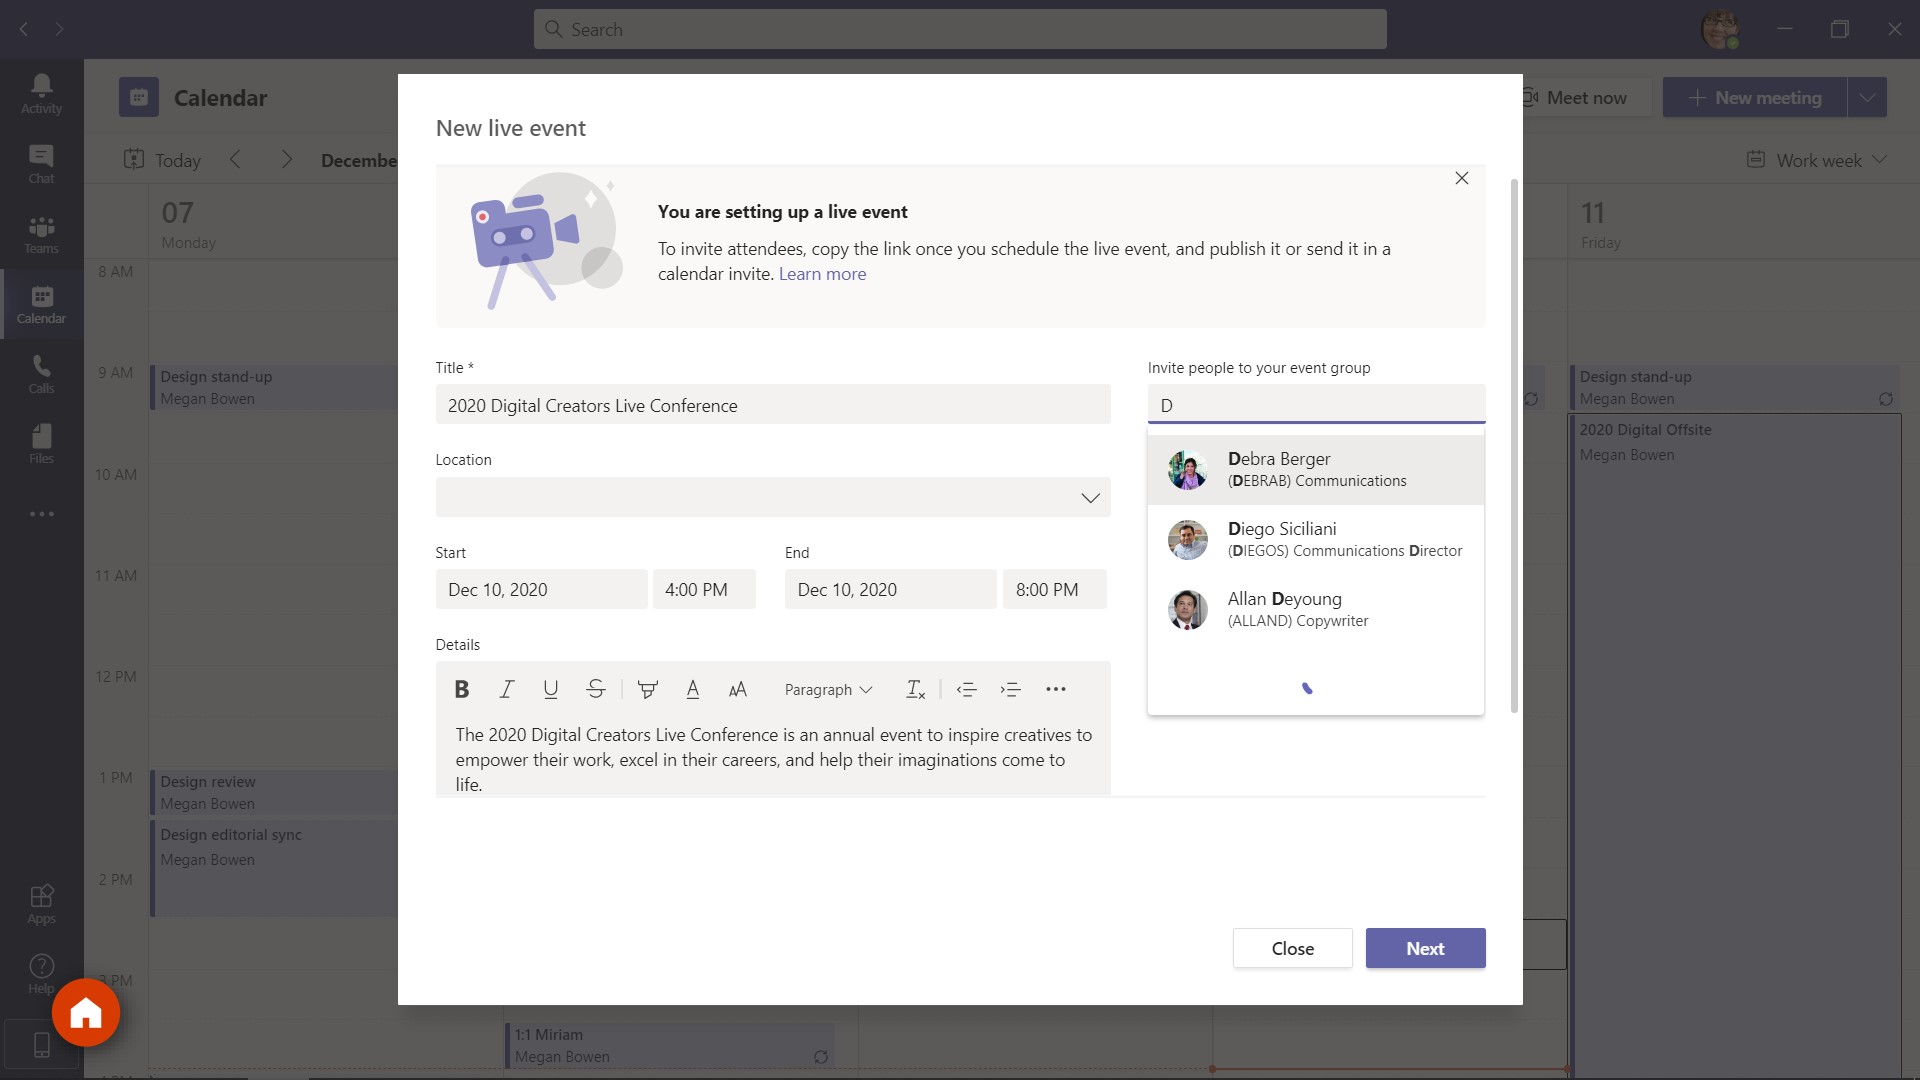 Search
Activity
Chat
Teams
Calendar
Calls
Files
Apps
Help
Calendar
Meet now
New meeting
Today
Decembe
Work week
07
Monday
11
Friday
8 AM
9 AM
10 AM
11 AM
12 PM
1 PM
2 PM
3 PM
Design stand-up
Megan Bowen
Design review
Megan Bowen
Design editorial sync
Megan Bowen
1:1 Miriam
Megan Bowen
Design stand-up
Megan Bowen
2020 Digital Offsite
Megan Bowen
New live event
You are setting up a live event
To invite attendees, copy the link once you schedule the live event, and publish it or send it in a
calendar invite. Learn more
Title *
2020 Digital Creators Live Conference
Location
Start
End
Dec 10, 2020
4:00 PM
Dec 10, 2020
8:00 PM
Details
Paragraph
The 2020 Digital Creators Live Conference is an annual event to inspire creatives to
empower their work, excel in their careers, and help their imaginations come to
life.
Invite people to your event group
D
Debra Berger
(DEBRAB) Communications
Diego Siciliani
(DIEGOS) Communications Director
Allan Deyoung
(ALLAND) Copywriter
Close
Next